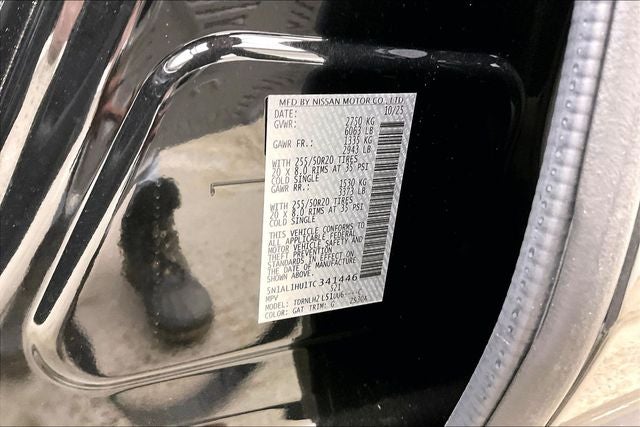 MFD BY NISSAN MOTOR CO., LTD
DATE: 10/25
GVWR: 2750 KG
6063 LB
GAWR FR.: 1335 KG
2943 LB
WITH 255/50R20 TIRES
20 X 8.0 RIMS AT 35 PSI
COLD SINGLE
GAWR RR.: 1530 KG
3373 LB
WITH 255/50R20 TIRES
20 X 8.0 RIMS AT 35 PSI
COLD SINGLE
THIS VEHICLE CONFORMS TO
ALL APPLICABLE FEDERAL
MOTOR VEHICLE SAFETY AND
THEFT PREVENTION
STANDARDS IN EFFECT ON
THE DATE OF MANUFACTURE
SHOWN ABOVE.
5N1AL1HU1TC341446
MPV 521
MODEL:
COLOR: GAT TRIM: G